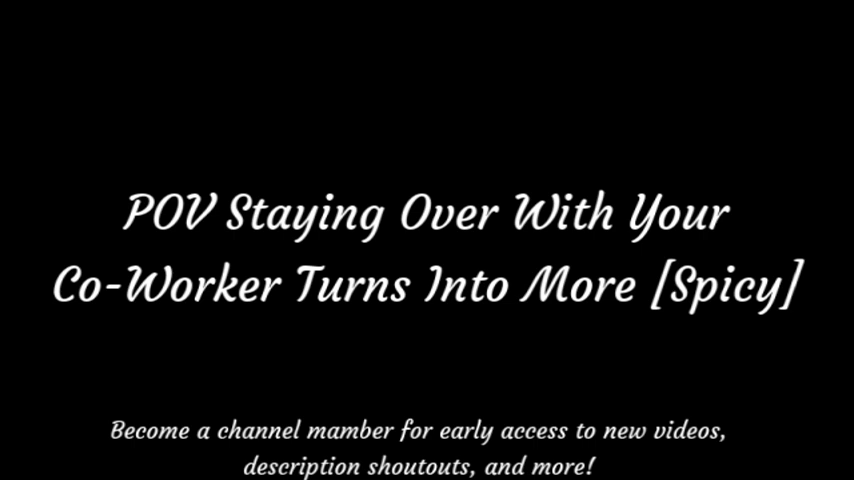 POV Staying Over With Your
Co-Worker Turns Into More [Spicy]
Become a channel mamber for early access to new videos,
description shoutouts, and more!